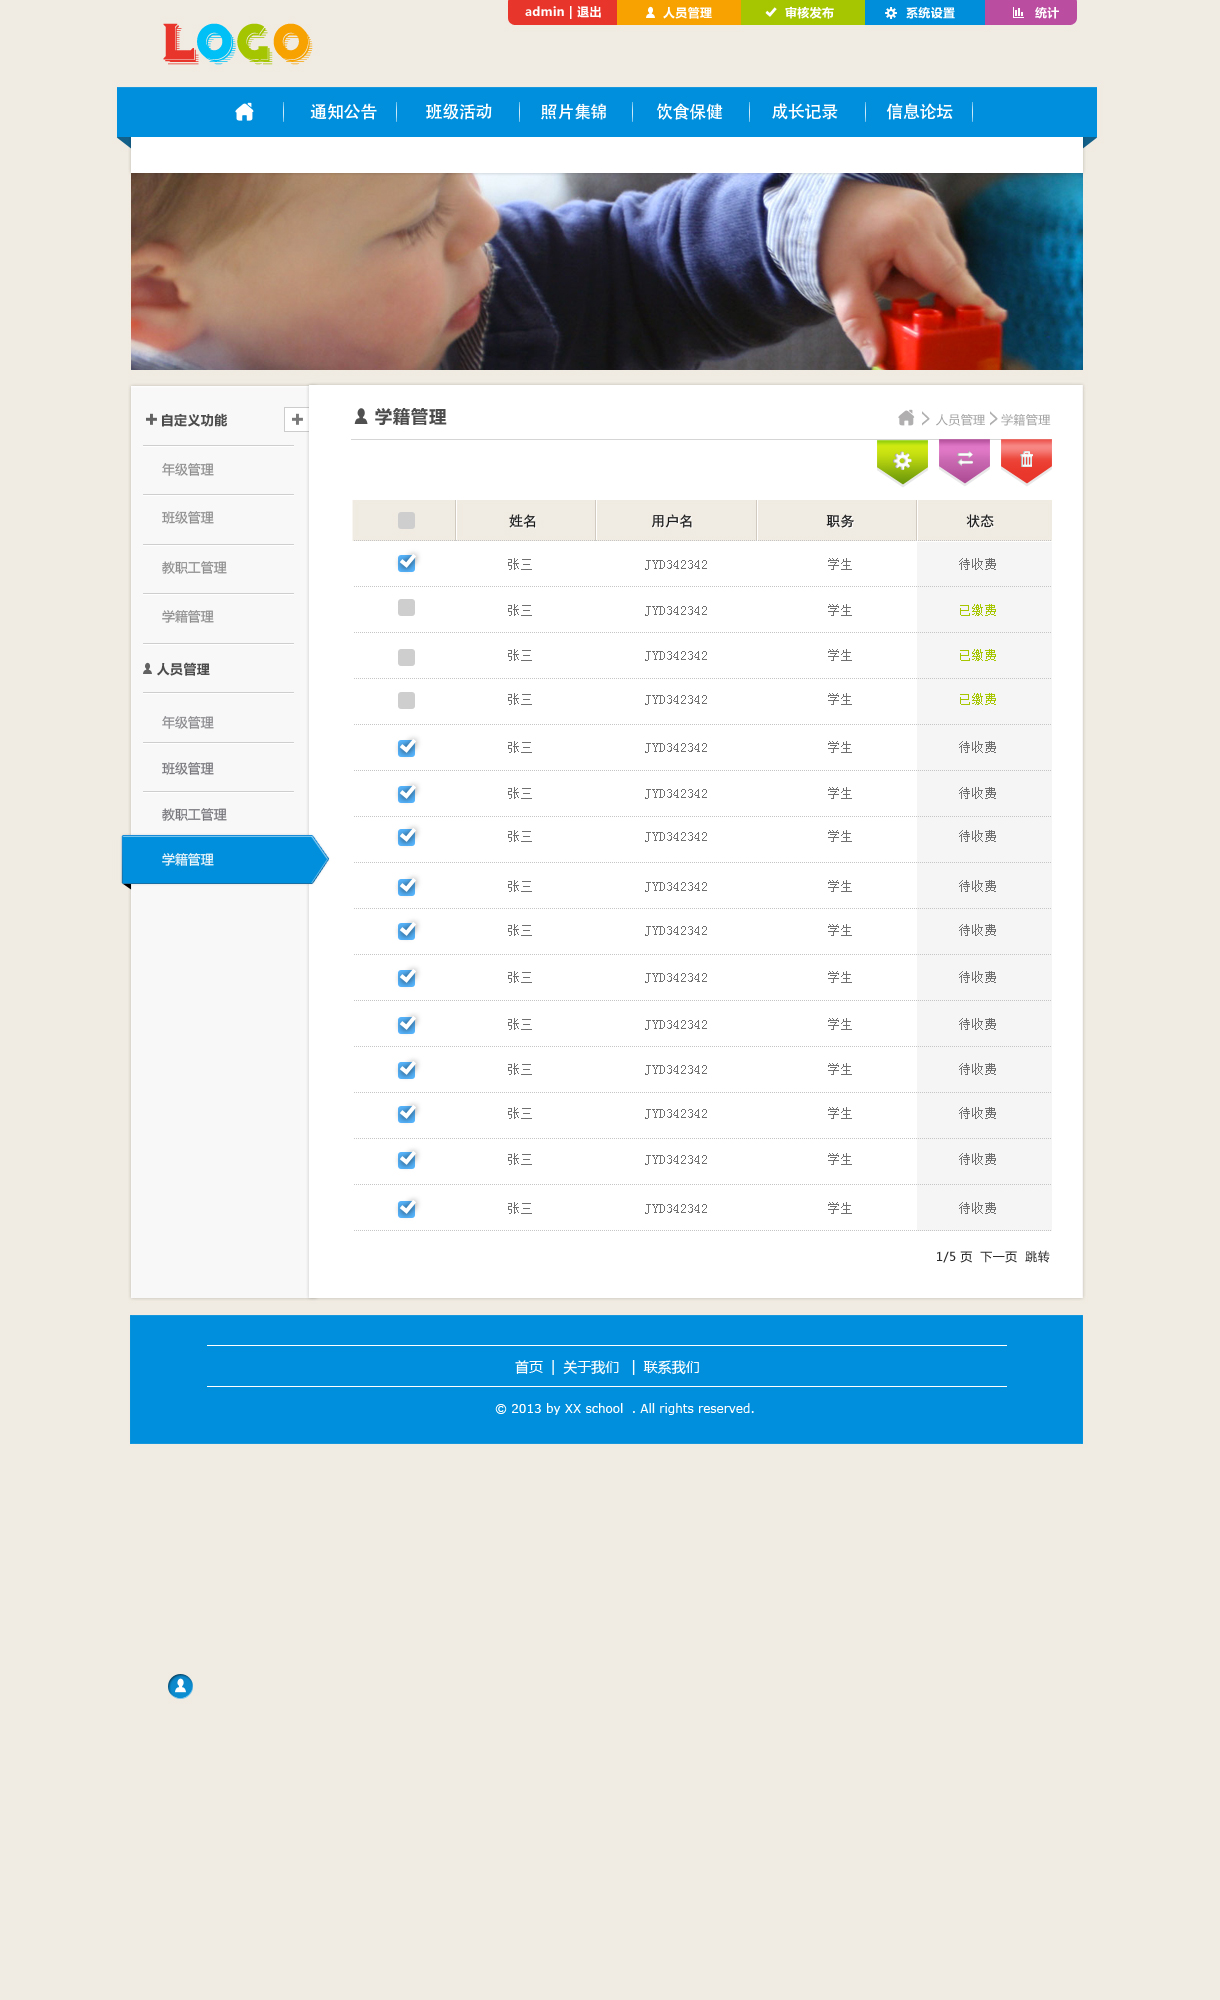 admin | 退出 人员管理 审核发布 系统设置 统计
LOGO
通知公告 班级活动 照片集锦 饮食保健 成长记录 信息论坛
自定义功能
年级管理
班级管理
教职工管理
学籍管理
人员管理
年级管理
班级管理
教职工管理
学籍管理
学籍管理
人员管理 学籍管理
姓名 用户名 职务 状态
张三 JYD342342 学生 待收费
张三 JYD342342 学生 已缴费
张三 JYD342342 学生 已缴费
张三 JYD342342 学生 已缴费
张三 JYD342342 学生 待收费
张三 JYD342342 学生 待收费
张三 JYD342342 学生 待收费
张三 JYD342342 学生 待收费
张三 JYD342342 学生 待收费
张三 JYD342342 学生 待收费
张三 JYD342342 学生 待收费
张三 JYD342342 学生 待收费
张三 JYD342342 学生 待收费
张三 JYD342342 学生 待收费
张三 JYD342342 学生 待收费
1/5 页 下一页 跳转
首页 | 关于我们 | 联系我们
© 2013 by XX school . All rights reserved.